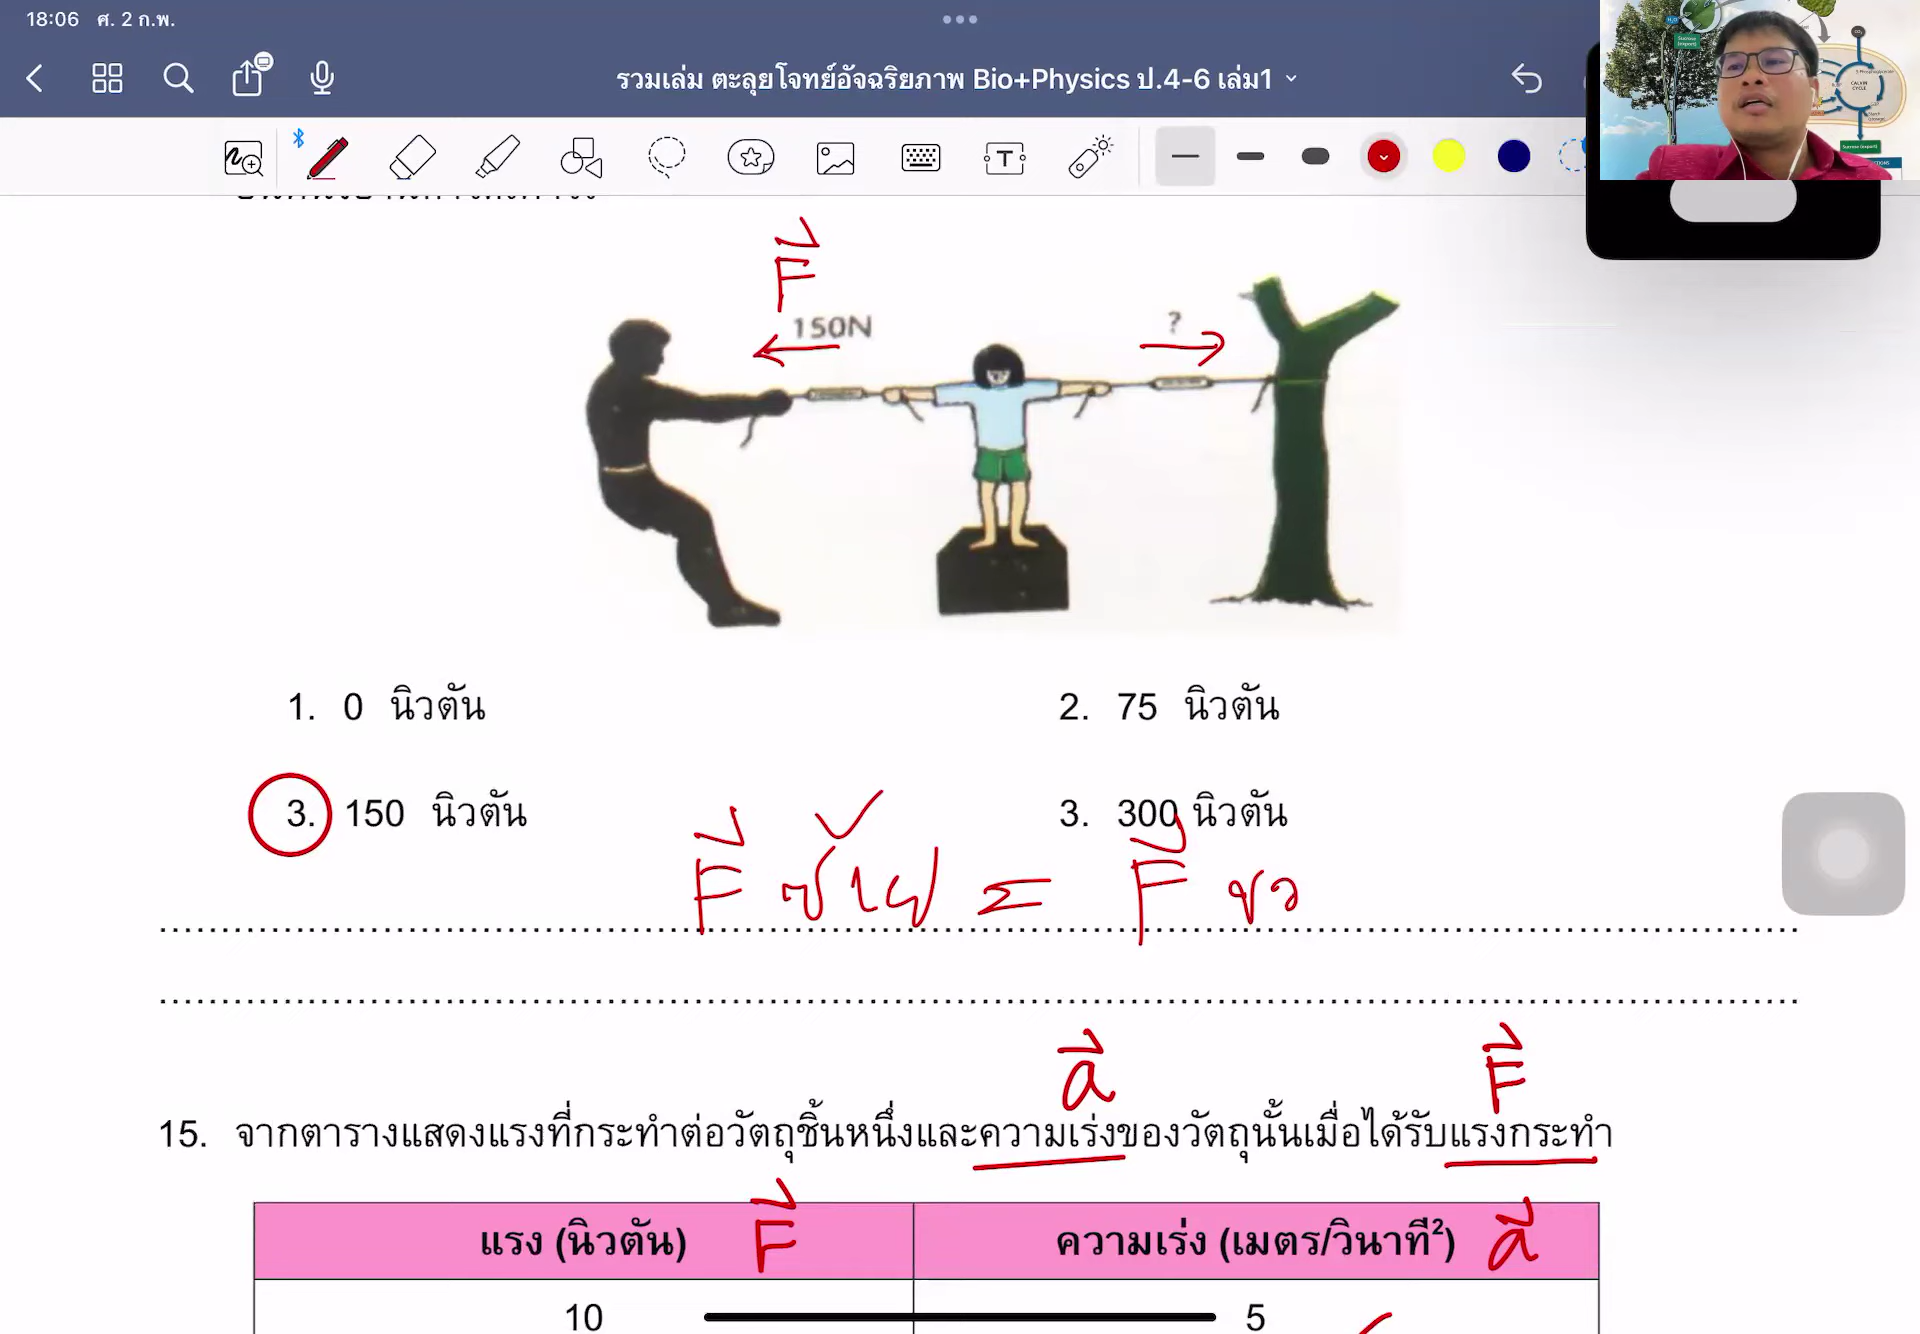 18:06 ศ. 2 ก.พ.
รวมเล่ม ตะลุยโจทย์อัจฉริยภาพ Bio+Physics ป.4-6 เล่ม1
F
150N
?
1. 0 นิวตัน
2. 75 นิวตัน
3. 150 นิวตัน
3. 300 นิวตัน
F ซ้าย = F ขว
a F
15. จากตารางแสดงแรงที่กระทำต่อวัตถุชิ้นหนึ่งและความเร่งของวัตถุนั้นเมื่อได้รับแรงกระทำ
แรง (นิวตัน) F
ความเร่ง (เมตร/วินาที²) a
10
5
CALVIN CYCLE